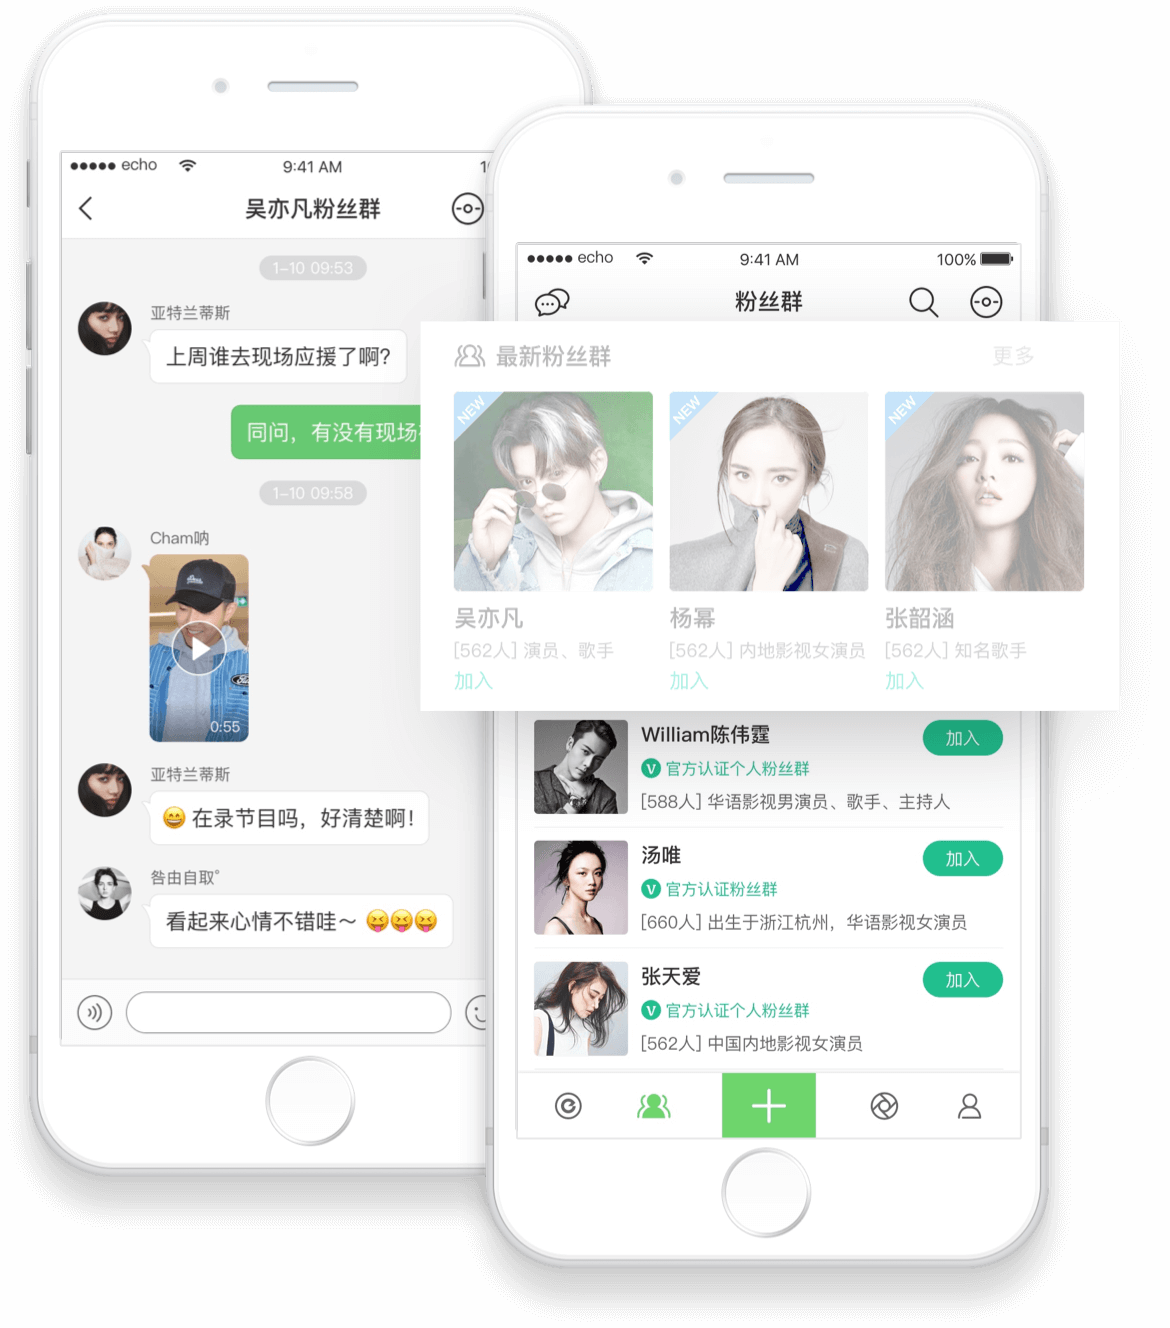 echo
9:41 AM
吴亦凡粉丝群
1-10 09:53
亚特兰蒂斯
上周谁去现场应援了啊?
同问，有没有现场
1-10 09:58
Cham呐
0:55
亚特兰蒂斯
😄 在录节目吗，好清楚啊！
咎由自取°
看起来心情不错哇～ 😝😝😝
echo
9:41 AM
100%
粉丝群
最新粉丝群
更多
NEW
NEW
NEW
吴亦凡
[562人] 演员、歌手
加入
杨幂
[562人] 内地影视女演员
加入
张韶涵
[562人] 知名歌手
加入
William陈伟霆
加入
V 官方认证个人粉丝群
[588人] 华语影视男演员、歌手、主持人
汤唯
加入
V 官方认证粉丝群
[660人] 出生于浙江杭州，华语影视女演员
张天爱
加入
V 官方认证个人粉丝群
[562人] 中国内地影视女演员